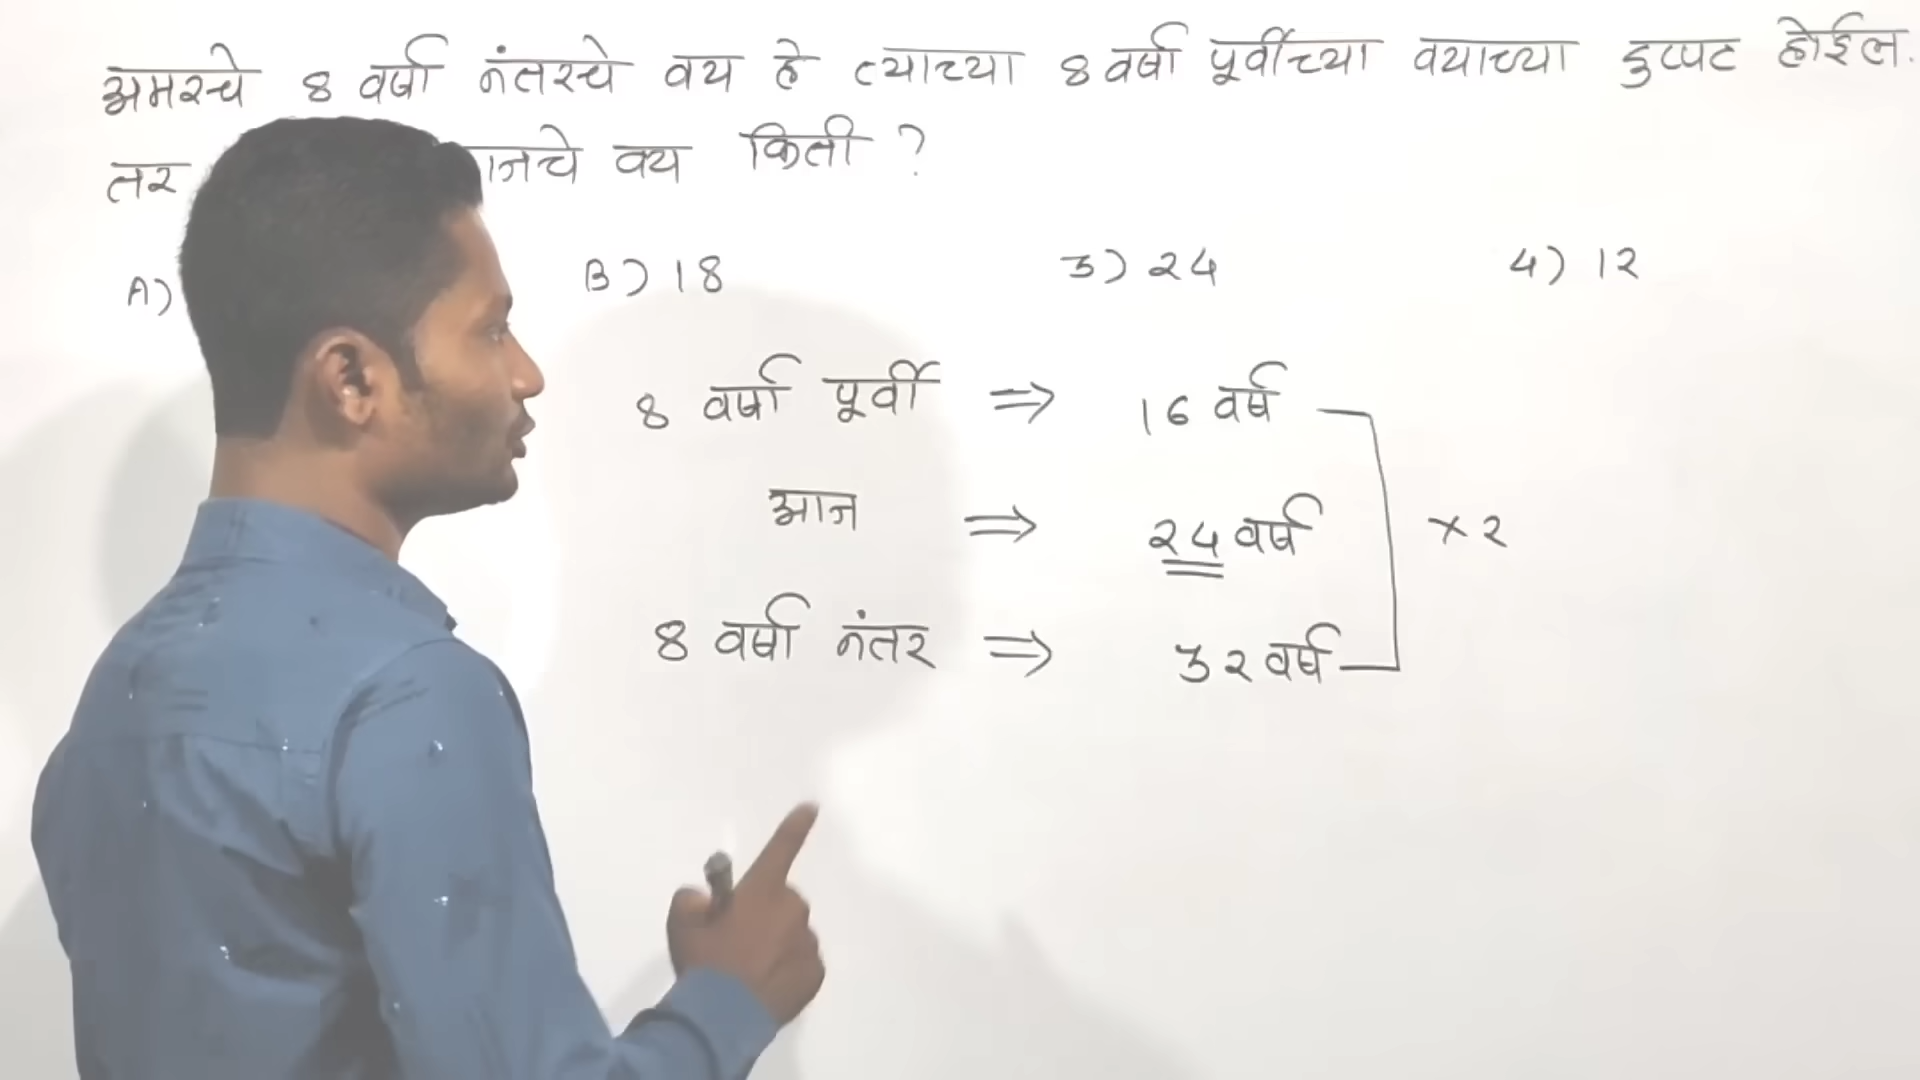 अमरचे 8 वर्षा नंतरचे वय हे त्याच्या 8 वर्षा पूर्वीच्या वयाच्या दुप्पट होईल.
तर जचे वय किती ?
A) B) 18 3) 24 4) 12
8 वर्षा पूर्वी ⇒ 16 वर्ष
आज ⇒ 24 वर्ष × 2
8 वर्षा नंतर ⇒ 32 वर्ष